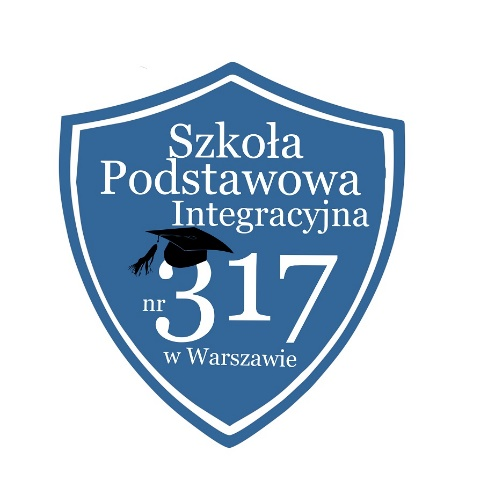 Szkoła
Podstawowa
Integracyjna
nr 317
w Warszawie